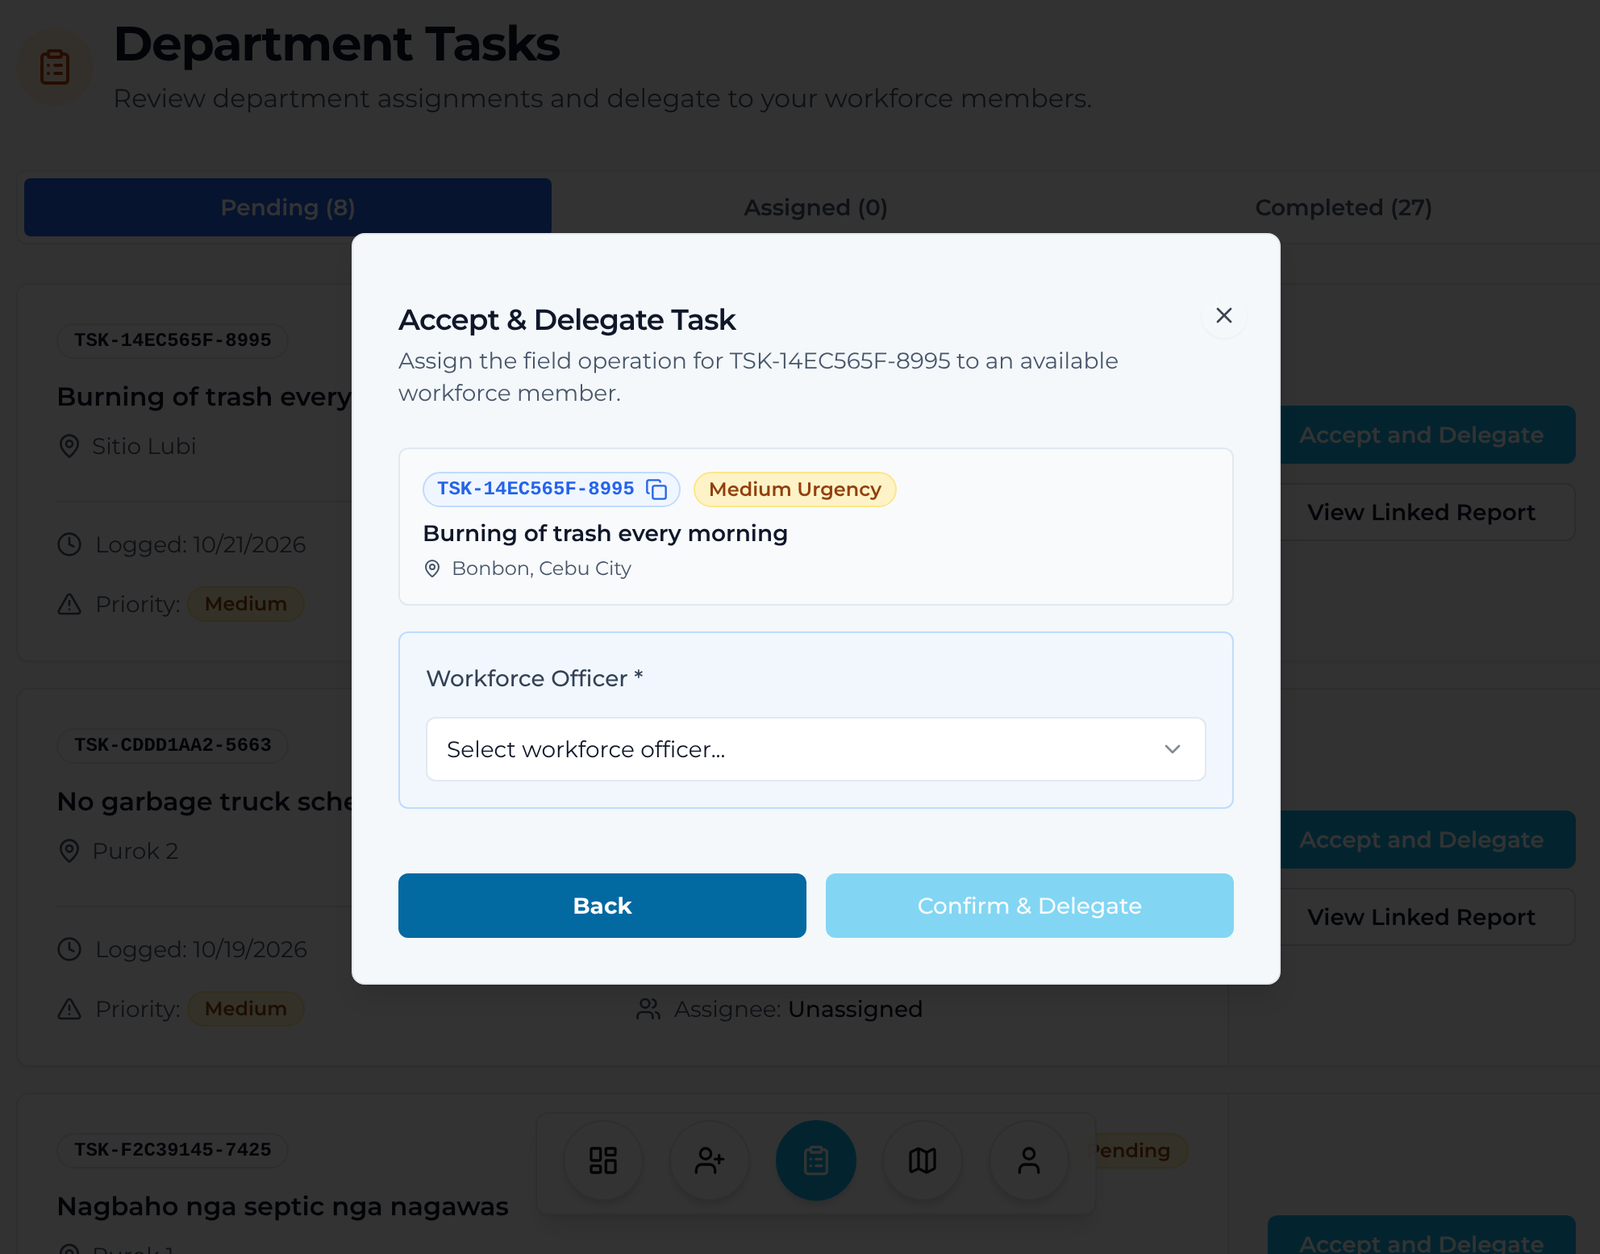 Department Tasks
Review department assignments and delegate to your workforce members.
Pending (8)
Assigned (0)
Completed (27)
TSK-14EC565F-8995
Burning of trash every
Sitio Lubi
Logged: 10/21/2026
Priority: Medium
Accept and Delegate
View Linked Report
Accept & Delegate Task
Assign the field operation for TSK-14EC565F-8995 to an available
workforce member.
TSK-14EC565F-8995
Medium Urgency
Burning of trash every morning
Bonbon, Cebu City
Workforce Officer *
Select workforce officer...
Back
Confirm & Delegate
TSK-CDDD1AA2-5663
No garbage truck sche
Purok 2
Logged: 10/19/2026
Priority: Medium
Assignee: Unassigned
Accept and Delegate
View Linked Report
TSK-F2C39145-7425
Pending
Nagbaho nga septic nga nagawas
Purok 1
Accept and Delegate